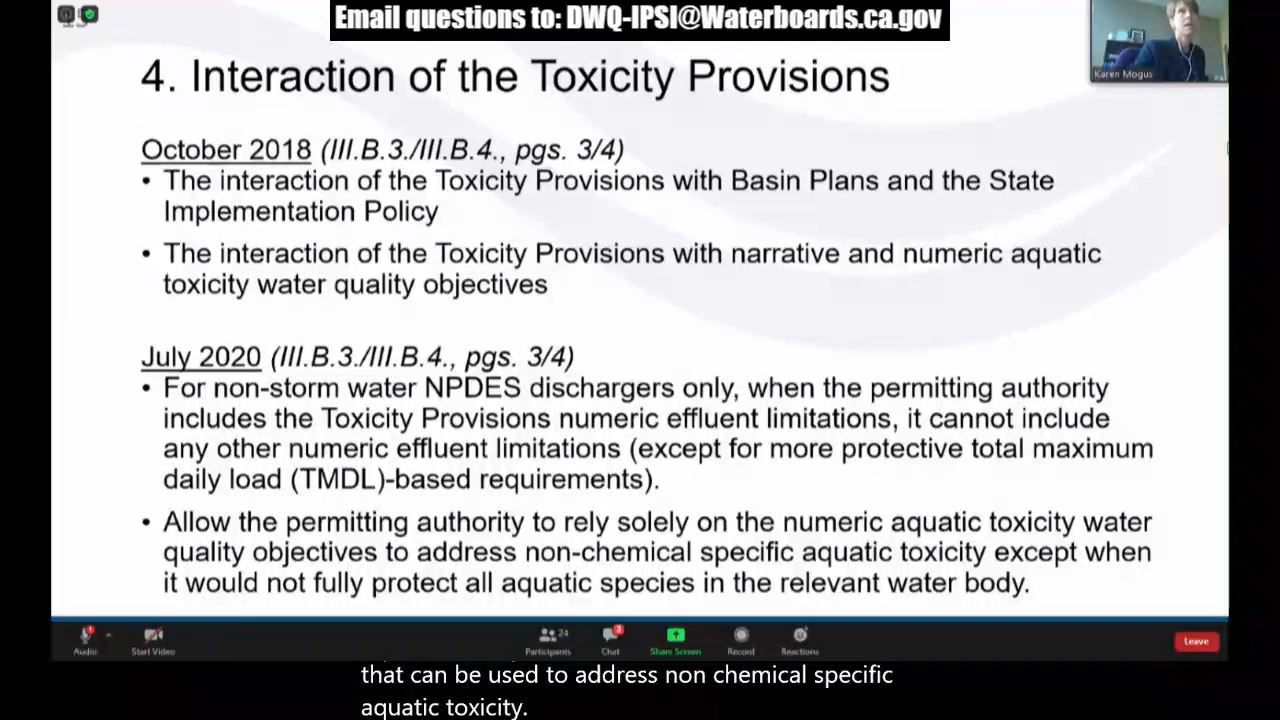 Email questions to: DWQ-IPSI@Waterboards.ca.gov
Karen Mogus
4. Interaction of the Toxicity Provisions
October 2018 (III.B.3./III.B.4., pgs. 3/4)
• The interaction of the Toxicity Provisions with Basin Plans and the State
Implementation Policy
• The interaction of the Toxicity Provisions with narrative and numeric aquatic
toxicity water quality objectives
July 2020 (III.B.3./III.B.4., pgs. 3/4)
• For non-storm water NPDES dischargers only, when the permitting authority
includes the Toxicity Provisions numeric effluent limitations, it cannot include
any other numeric effluent limitations (except for more protective total maximum
daily load (TMDL)-based requirements).
• Allow the permitting authority to rely solely on the numeric aquatic toxicity water
quality objectives to address non-chemical specific aquatic toxicity except when
it would not fully protect all aquatic species in the relevant water body.
Audio
Start Video
24
Participants
3
Chat
Share Screen
Record
Reactions
Leave
that can be used to address non chemical specific
aquatic toxicity.